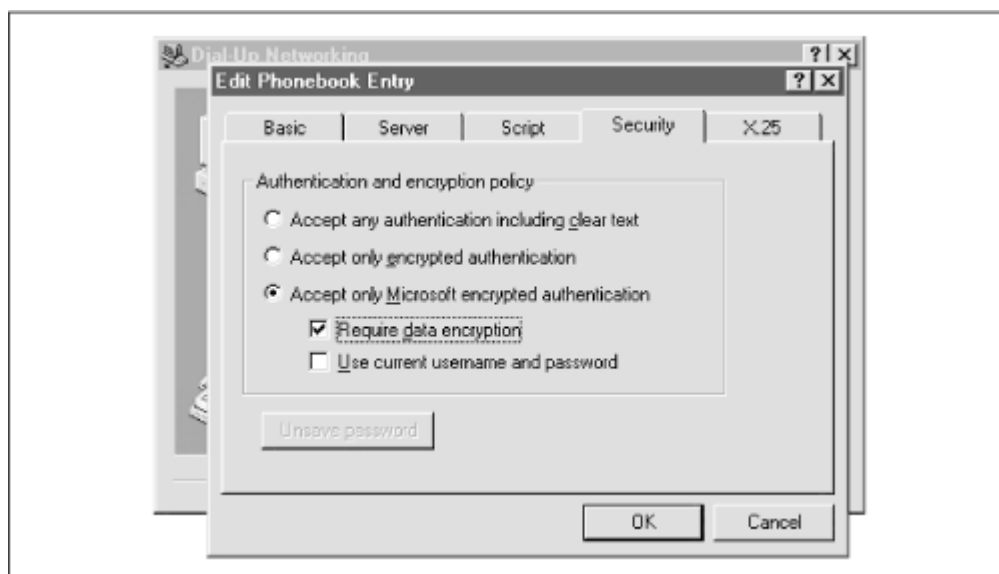 Dial-Up Networking
Edit Phonebook Entry
Basic Server Script Security X.25
Authentication and encryption policy
Accept any authentication including clear text
Accept only encrypted authentication
Accept only Microsoft encrypted authentication
Require data encryption
Use current username and password
Unsave password
OK Cancel